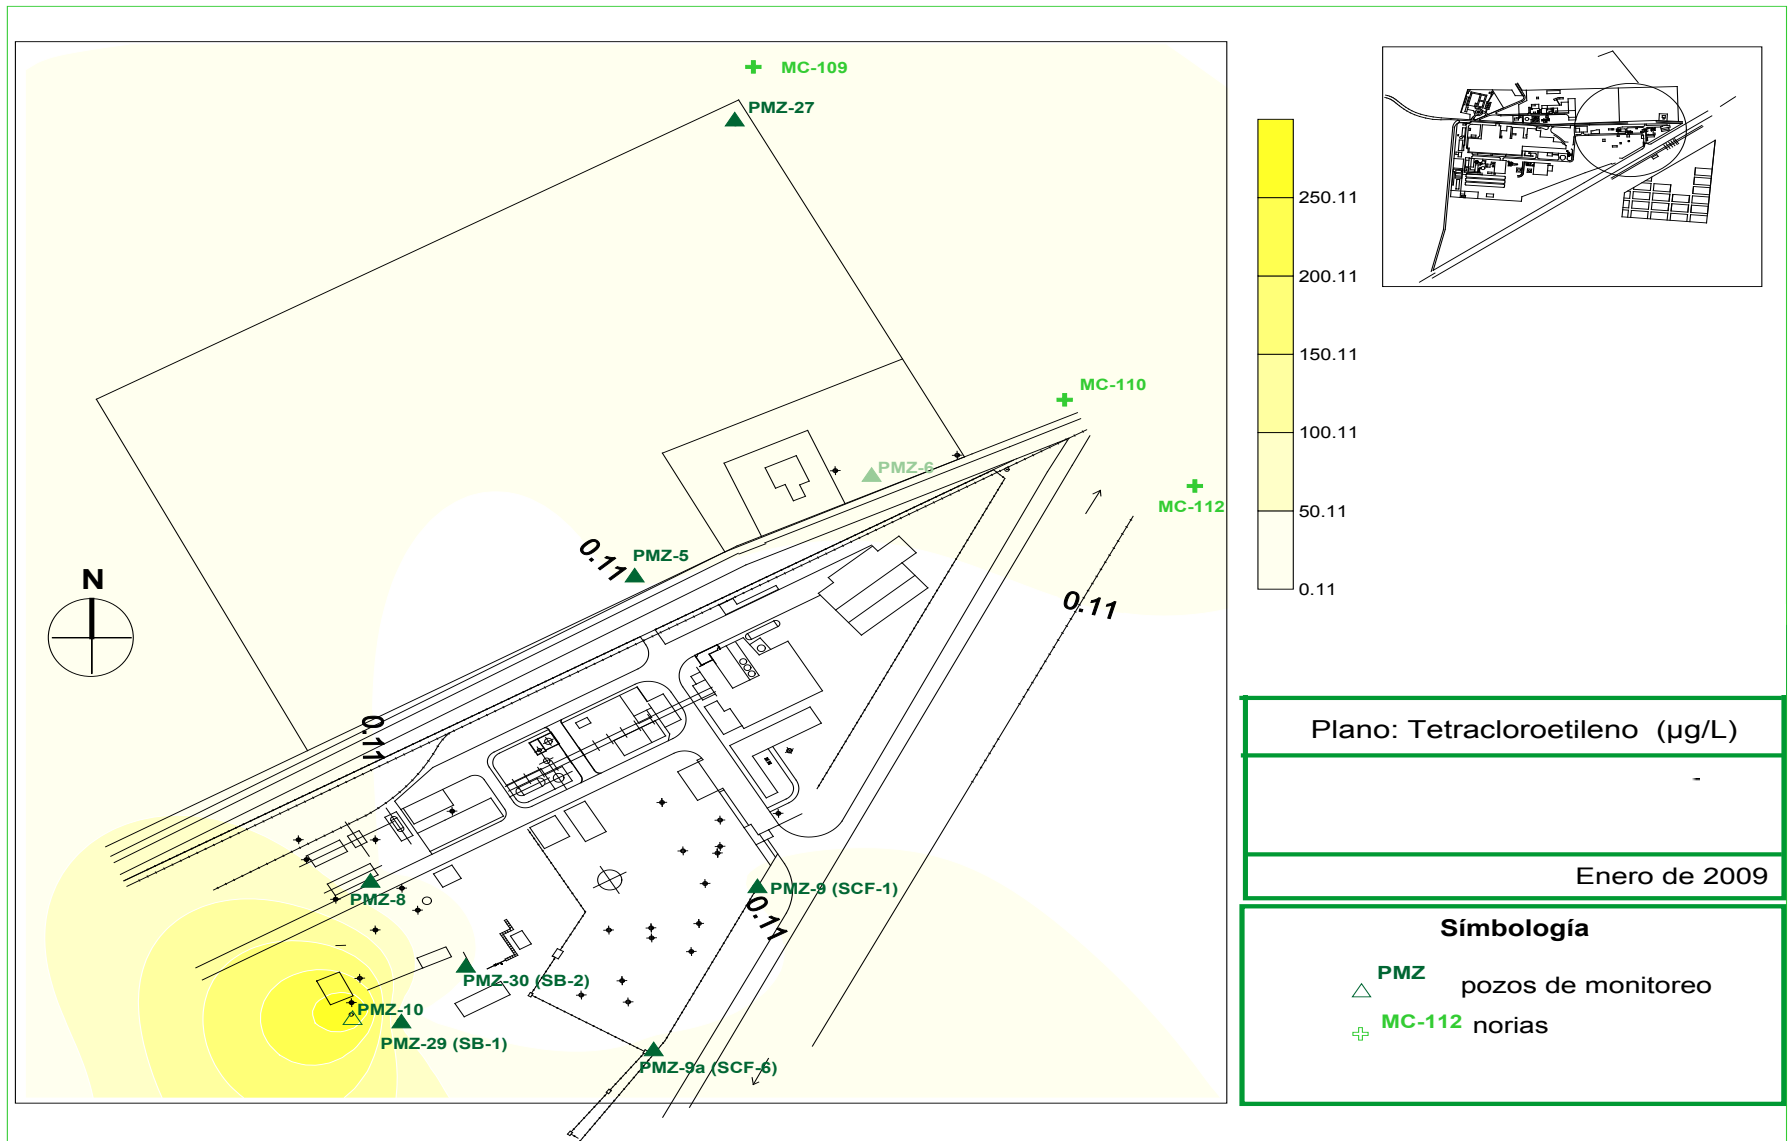 MC-109
PMZ-27
250.11
200.11
150.11
MC-110
100.11
PMZ-6
MC-112
50.11
0.11
PMZ-5
0.11
N
0.11
0.11
Plano: Tetracloroetileno (µg/L)
-
Enero de 2009
PMZ-9 (SCF-1)
PMZ-8
0.11
Símbología
PMZ-30 (SB-2)
PMZ pozos de monitoreo
PMZ-10
MC-112 norias
PMZ-29 (SB-1)
PMZ-9a (SCF-6)